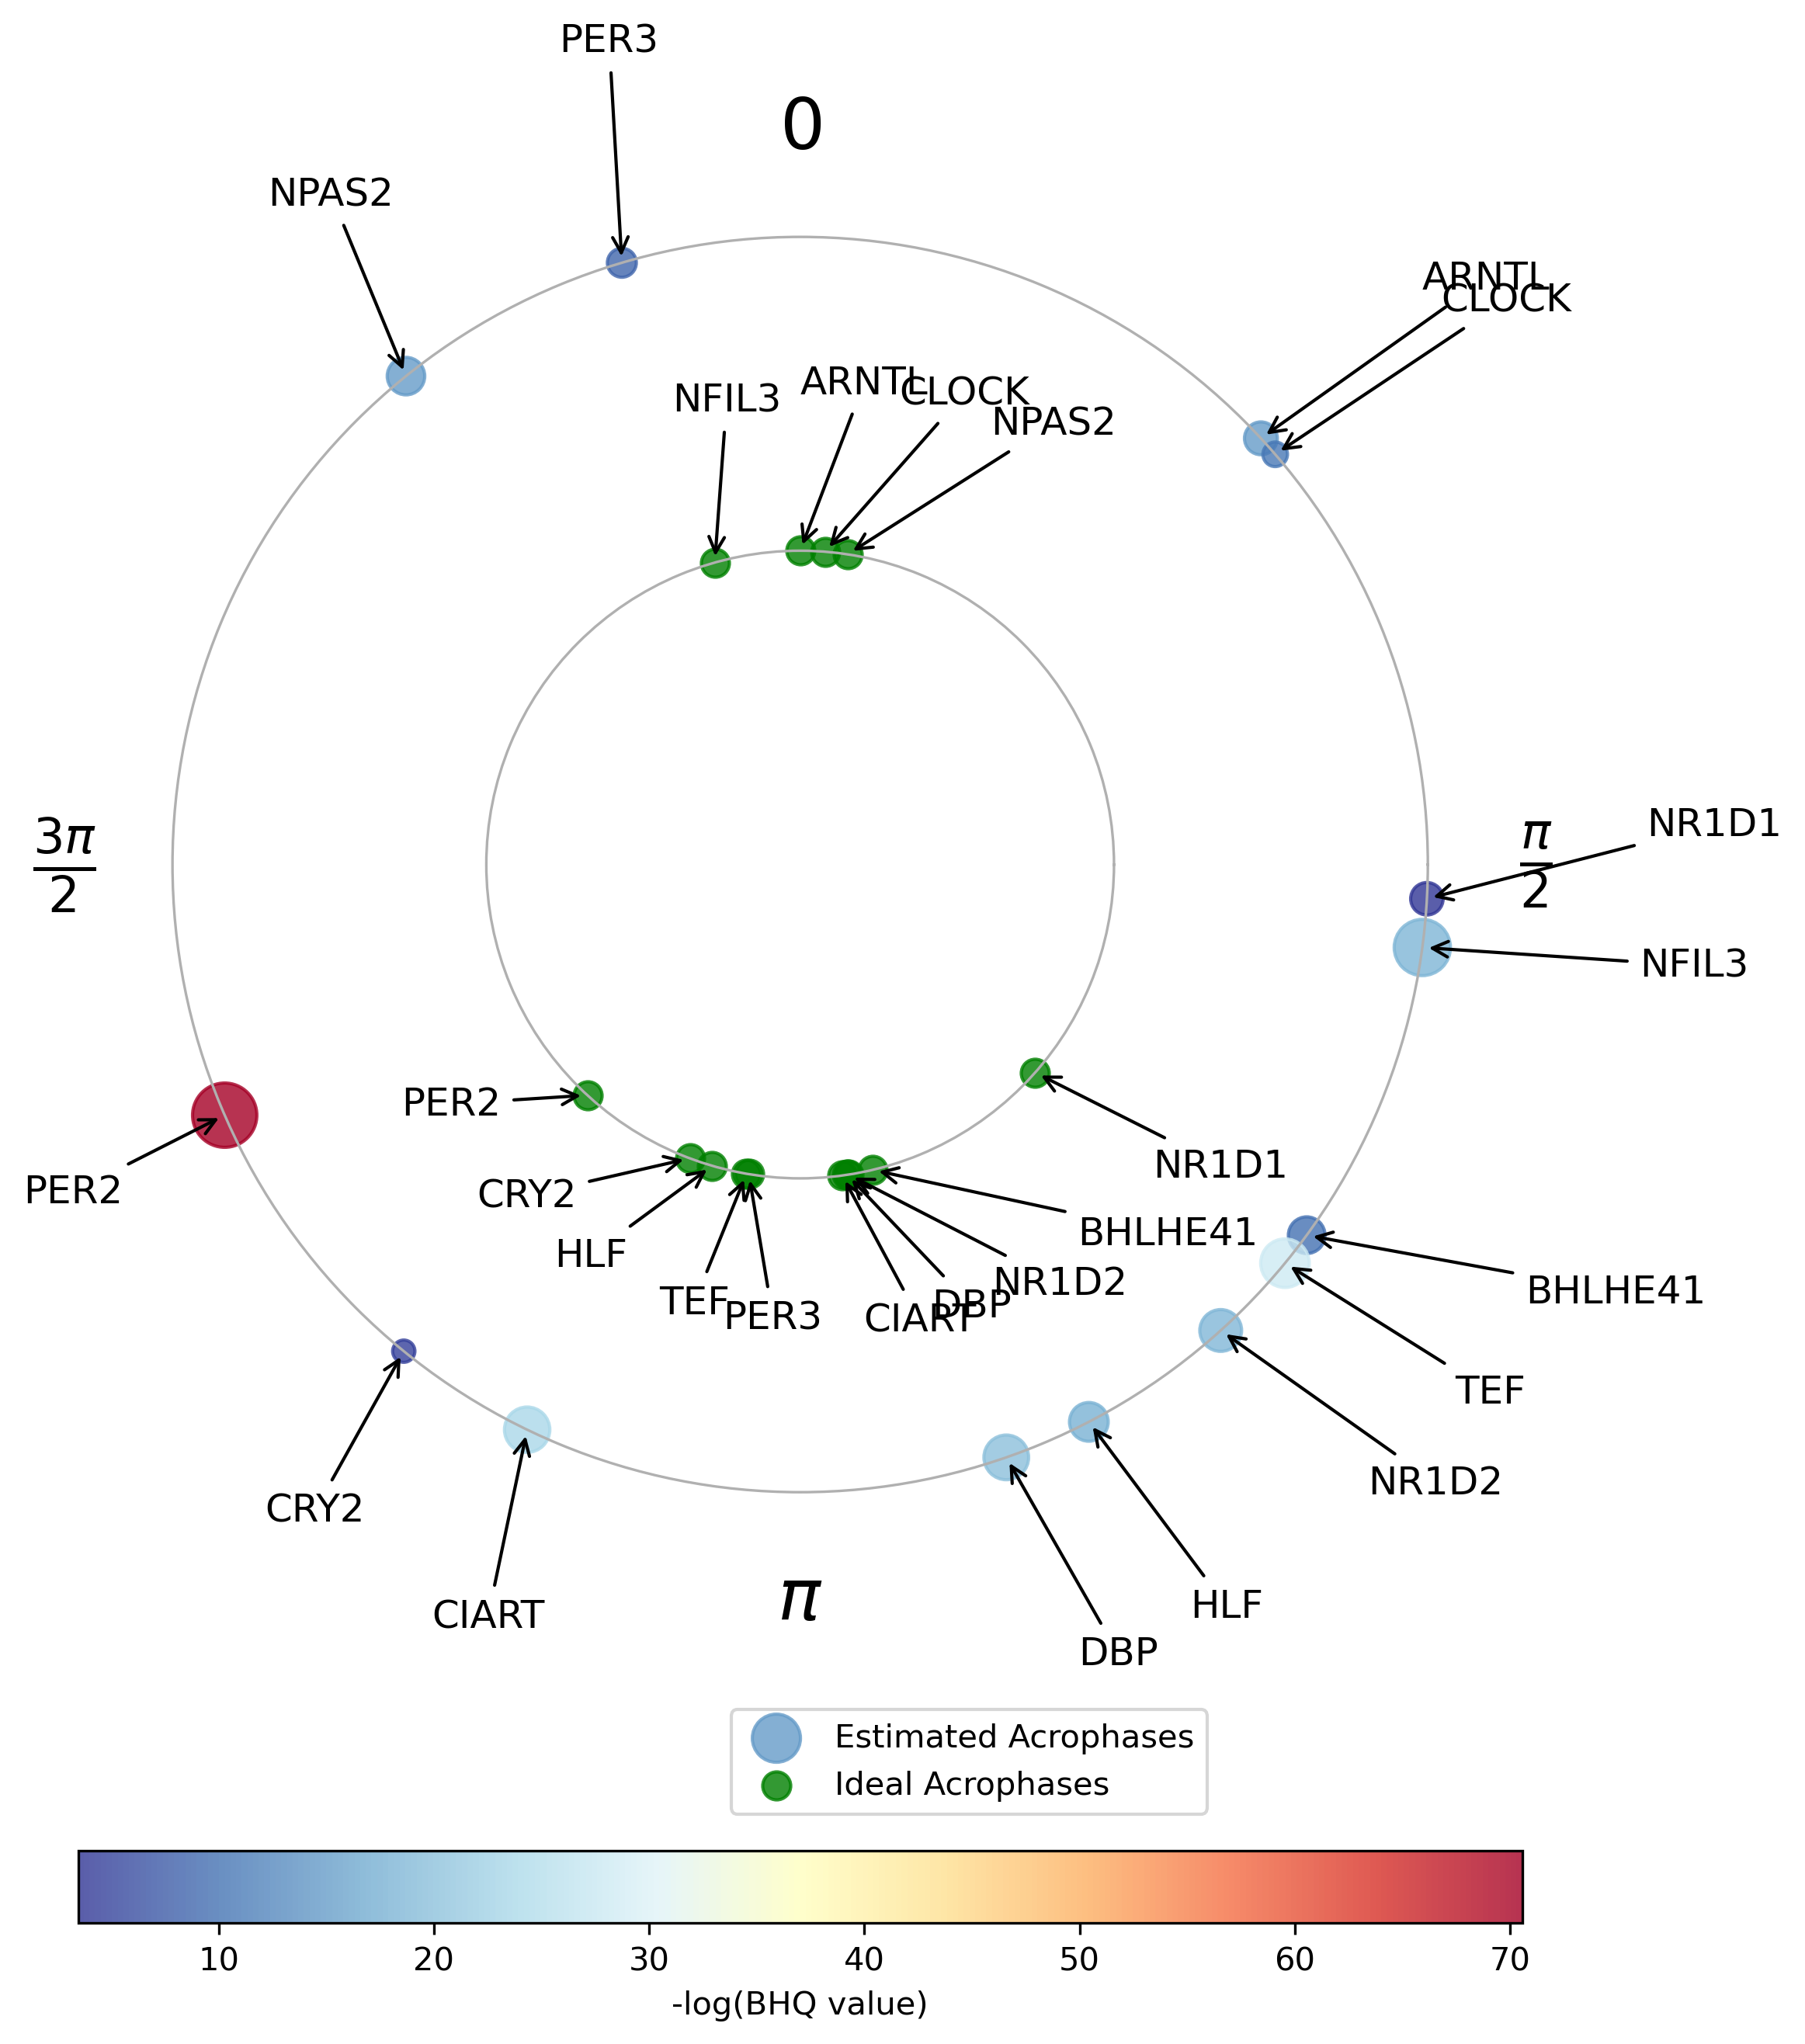 PER3
0
NPAS2
ARNTL
CLOCK
NFIL3
ARNTL
CLOCK
NPAS2
3π/2
π/2
NR1D1
NFIL3
PER2
NR1D1
PER2
CRY2
HLF
BHLHE41
TEF
PER3
CIART
DBP
NR1D2
BHLHE41
TEF
NR1D2
CRY2
CIART
π
HLF
DBP
Estimated Acrophases
Ideal Acrophases
10 20 30 40 50 60 70
-log(BHQ value)